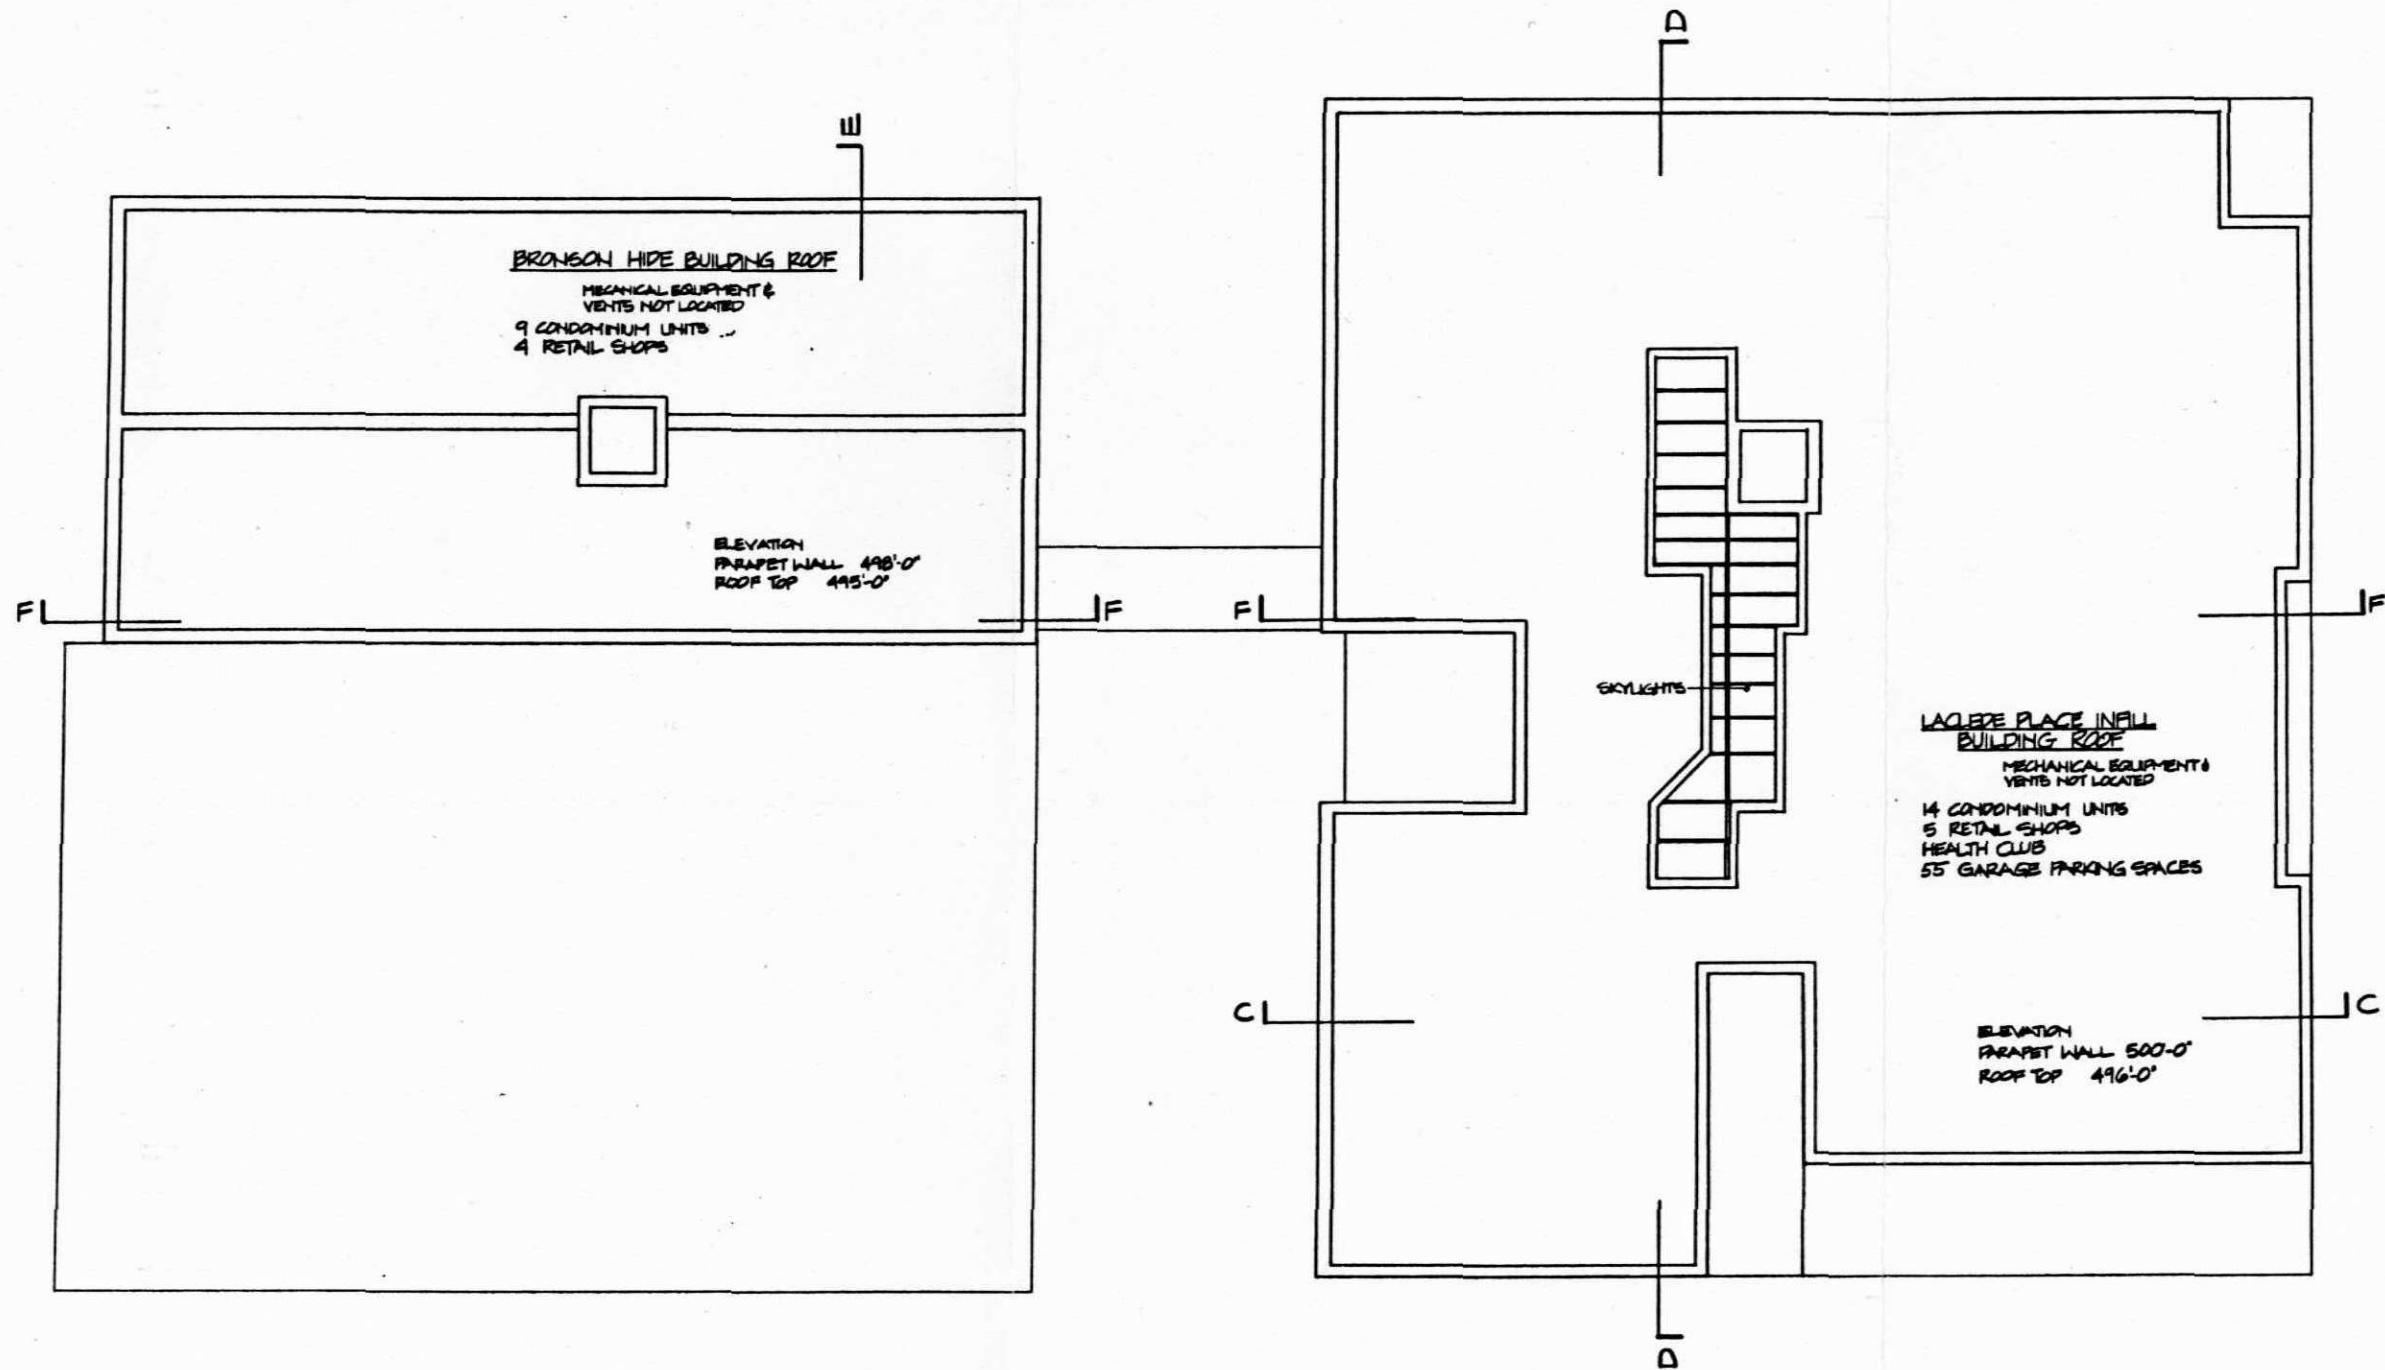 D
E
BRONSON HIDE BUILDING ROOF
MECANICAL EQUIPMENT &
VENTS NOT LOCATED
9 CONDOMINIUM UNITS
4 RETAIL SHOPS
ELEVATION
PARAPET WALL 498'-0"
ROOF TOP 495'-0"
F
F
F
F
SKYLIGHTS
LACLEDE PLACE INFILL
BUILDING ROOF
MECHANICAL EQUIPMENT &
VENTS NOT LOCATED
14 CONDOMINIUM UNITS
5 RETAIL SHOPS
HEALTH CLUB
55 GARAGE PARKING SPACES
C
C
ELEVATION
PARAPET WALL 500'-0"
ROOF TOP 496'-0"
D